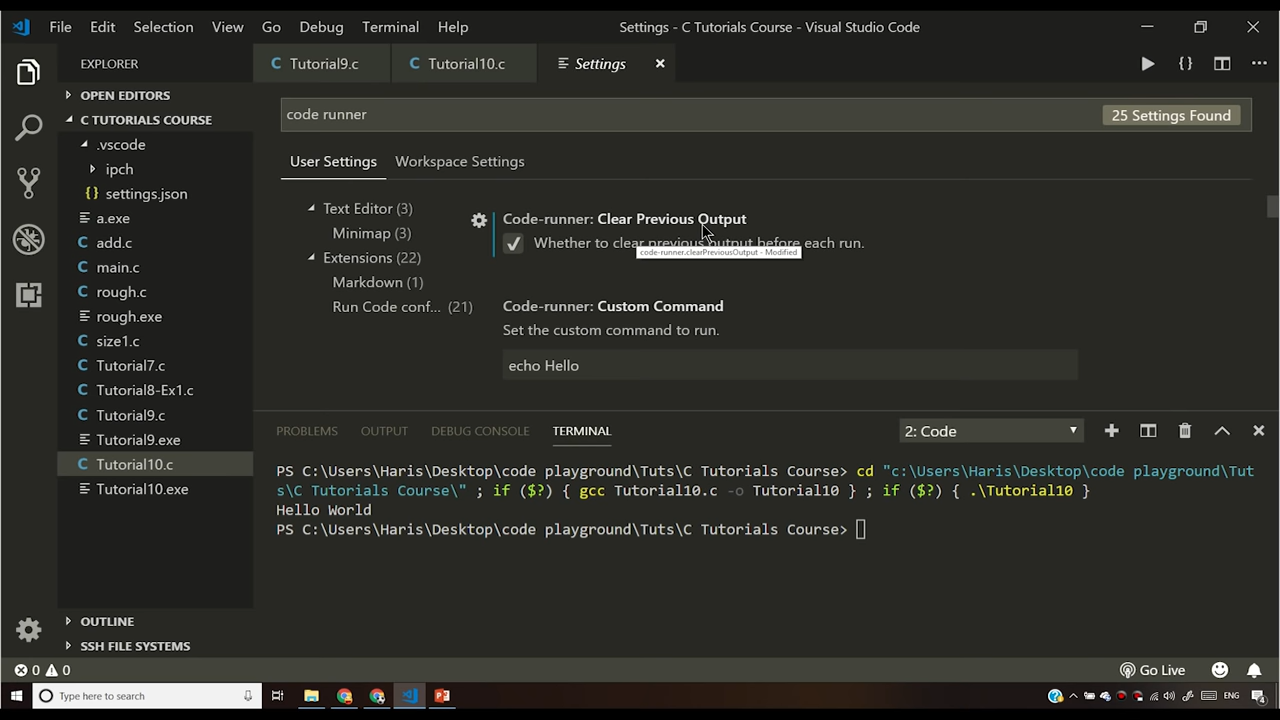 File Edit Selection View Go Debug Terminal Help Settings - C Tutorials Course - Visual Studio Code
EXPLORER
Tutorial9.c
Tutorial10.c
Settings
OPEN EDITORS
C TUTORIALS COURSE
.vscode
ipch
settings.json
a.exe
add.c
main.c
rough.c
rough.exe
size1.c
Tutorial7.c
Tutorial8-Ex1.c
Tutorial9.c
Tutorial9.exe
Tutorial10.c
Tutorial10.exe
OUTLINE
SSH FILE SYSTEMS
code runner
25 Settings Found
User Settings Workspace Settings
Text Editor (3)
Minimap (3)
Extensions (22)
Markdown (1)
Run Code conf... (21)
Code-runner: Clear Previous Output
Whether to clear previous output before each run.
code-runner.clearPreviousOutput - Modified
Code-runner: Custom Command
Set the custom command to run.
echo Hello
PROBLEMS OUTPUT DEBUG CONSOLE TERMINAL 2: Code
PS C:\Users\Haris\Desktop\code playground\Tuts\C Tutorials Course> cd "c:\Users\Haris\Desktop\code playground\Tut
s\C Tutorials Course\" ; if ($?) { gcc Tutorial10.c -o Tutorial10 } ; if ($?) { .\Tutorial10 }
Hello World
PS C:\Users\Haris\Desktop\code playground\Tuts\C Tutorials Course>
0 0 Go Live
Type here to search
ENG
4